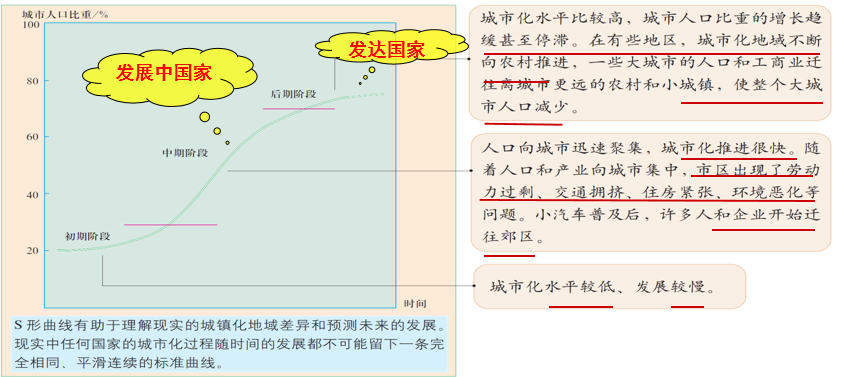 城市人口比重/%
100
80
60
40
20
发展中国家
发达国家
后期阶段
中期阶段
初期阶段
时间
S形曲线有助于理解现实的城镇化地域差异和预测未来的发展。
现实中任何国家的城市化过程随时间的发展都不可能留下一条完
全相同、平滑连续的标准曲线。
城市化水平比较高，城市人口比重的增长趋
缓甚至停滞。在有些地区，城市化地域不断
向农村推进，一些大城市的人口和工商业迁
往离城市更远的农村和小城镇，使整个大城
市人口减少。
人口向城市迅速聚集，城市化推进很快。随
着人口和产业向城市集中，市区出现了劳动
力过剩、交通拥挤、住房紧张、环境恶化等
问题。小汽车普及后，许多人和企业开始迁
往郊区。
城市化水平较低、发展较慢。